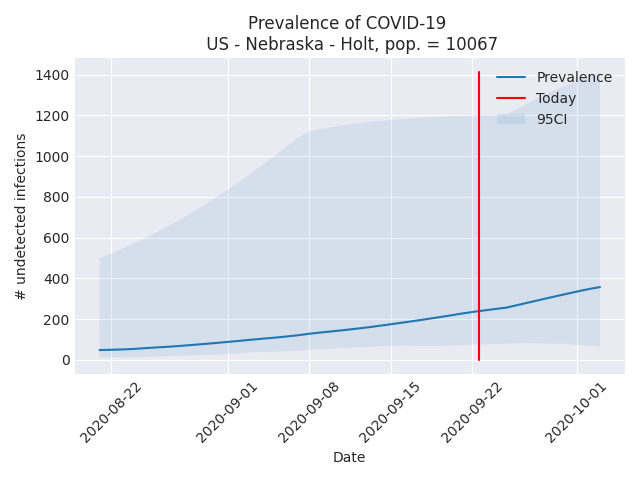 Prevalence of COVID-19
US - Nebraska - Holt, pop. = 10067
1400
1200
1000
800
600
400
200
0
# undetected infections
Prevalence
Today
95CI
2020-08-22
2020-09-01
2020-09-08
2020-09-15
2020-09-22
2020-10-01
Date